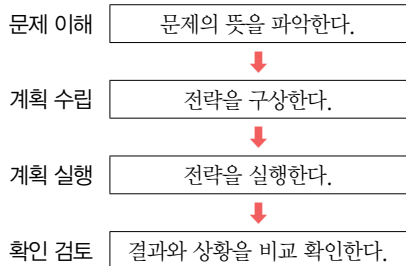 문제 이해 문제의 뜻을 파악한다.
계획 수립 전략을 구상한다.
계획 실행 전략을 실행한다.
확인 검토 결과와 상황을 비교 확인한다.